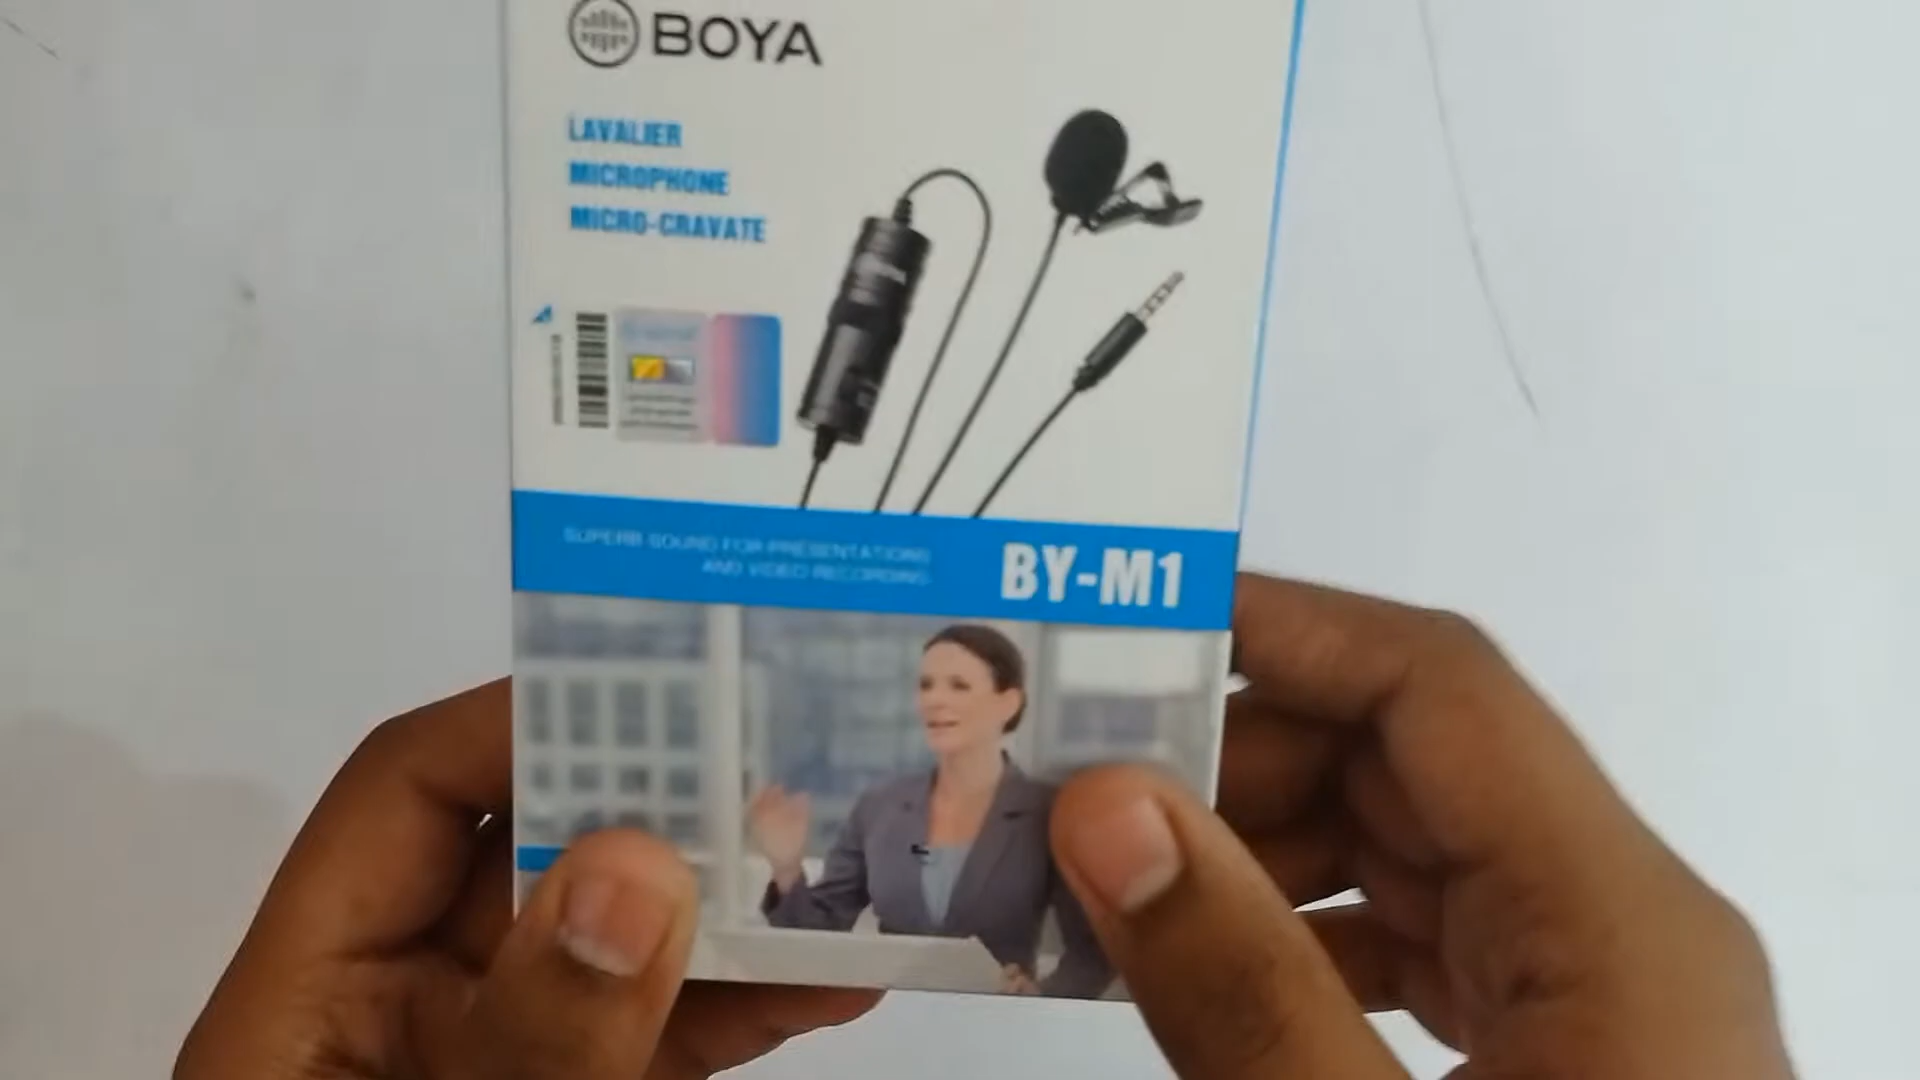 BOYA
LAVALIER
MICROPHONE
MICRO-CRAVATE
SUPERB SOUND FOR PRESENTATIONS
AND VIDEO RECORDING
BY-M1